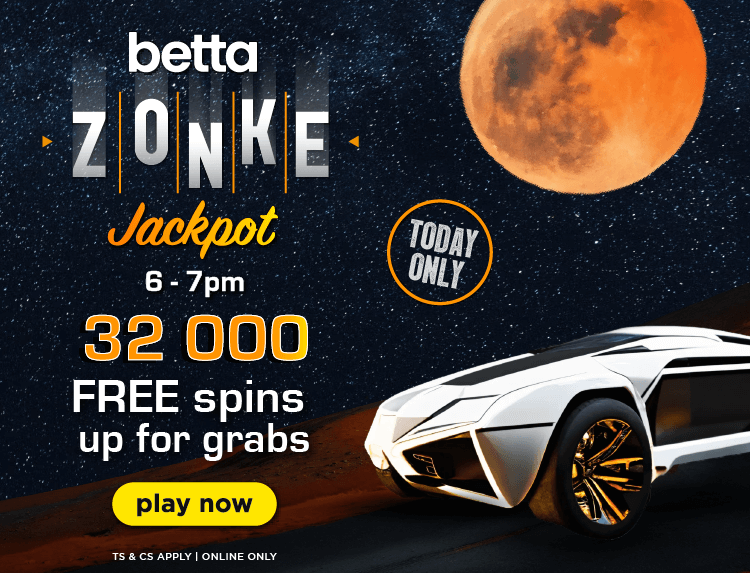 betta
ZONKE
Jackpot
6 - 7pm
TODAY
ONLY
32 000
FREE spins
up for grabs
play now
TS & CS APPLY | ONLINE ONLY